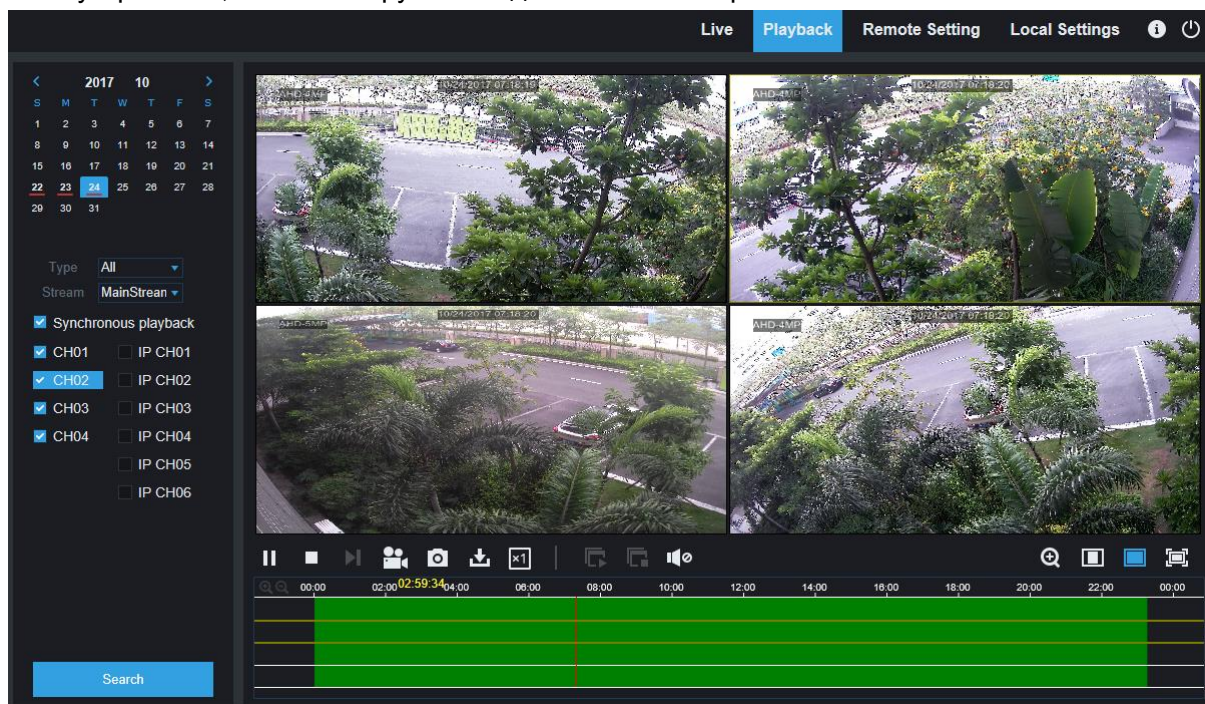 Live Playback Remote Setting Local Settings
2017 10
S M T W T F S
1 2 3 4 5 6 7
8 9 10 11 12 13 14
15 16 17 18 19 20 21
22 23 24 25 26 27 28
29 30 31
Type All
Stream MainStrean
Synchronous playback
CH01 IP CH01
CH02 IP CH02
CH03 IP CH03
CH04 IP CH04
IP CH05
IP CH06
Search
AHD-4MP 10/24/2017 07:18:19
AHD-4MP 10/24/2017 07:18:20
AHD-5MP 10/24/2017 07:18:20
AHD-4MP 10/24/2017 07:18:20
×1
00:00 02:00 02:59:34 04:00 06:00 08:00 10:00 12:00 14:00 16:00 18:00 20:00 22:00 00:00